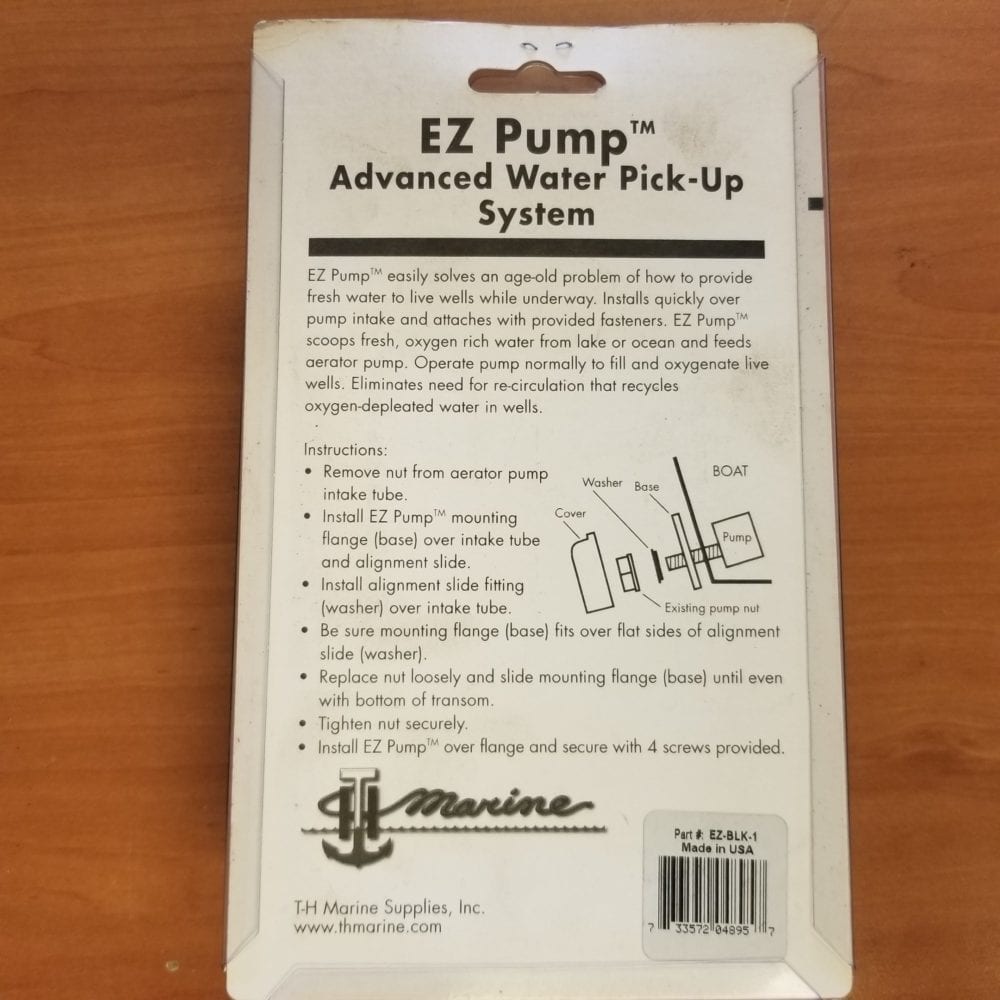 EZ Pump™
Advanced Water Pick-Up
System
EZ Pump™ easily solves an age-old problem of how to provide
fresh water to live wells while underway. Installs quickly over
pump intake and attaches with provided fasteners. EZ Pump™
scoops fresh, oxygen rich water from lake or ocean and feeds
aerator pump. Operate pump normally to fill and oxygenate live
wells. Eliminates need for re-circulation that recycles
oxygen-depleated water in wells.
Instructions:
• Remove nut from aerator pump
intake tube.
• Install EZ Pump™ mounting
flange (base) over intake tube
and alignment slide.
• Install alignment slide fitting
(washer) over intake tube.
• Be sure mounting flange (base) fits over flat sides of alignment
slide (washer).
• Replace nut loosely and slide mounting flange (base) until even
with bottom of transom.
• Tighten nut securely.
• Install EZ Pump™ over flange and secure with 4 screws provided.
BOAT
Washer
Base
Cover
Pump
Existing pump nut
TH Marine
T-H Marine Supplies, Inc.
www.thmarine.com
Part #: EZ-BLK-1
Made in USA
7 33572 04895 7